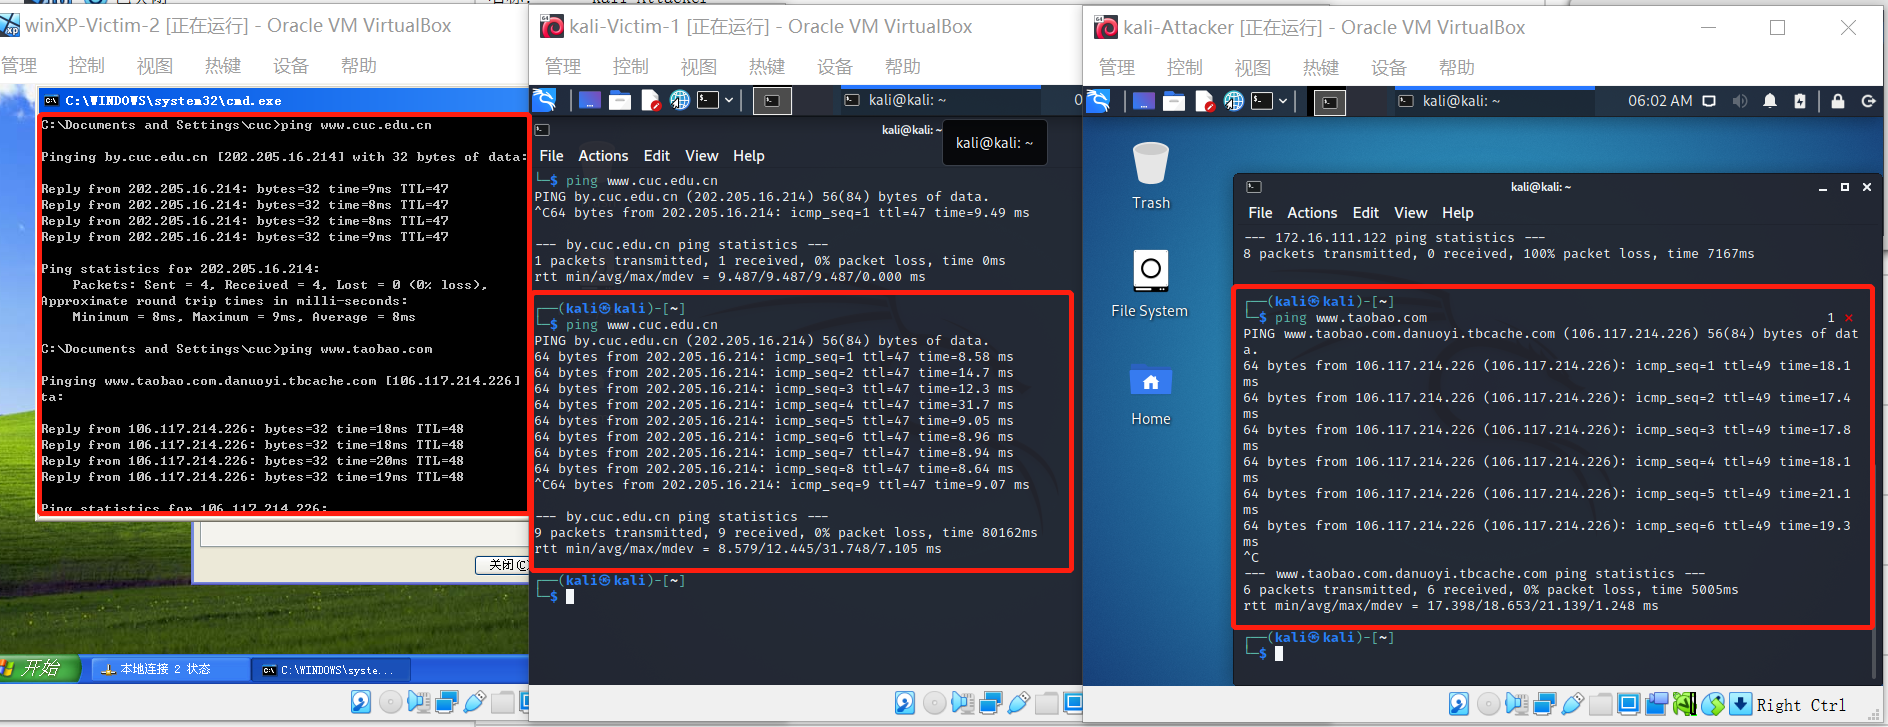 winXP-Victim-2 [正在运行] - Oracle VM VirtualBox
管理 控制 视图 热键 设备 帮助
C:\WINDOWS\system32\cmd.exe
C:\Documents and Settings\cuc>ping www.cuc.edu.cn
Pinging by.cuc.edu.cn [202.205.16.214] with 32 bytes of data:
Reply from 202.205.16.214: bytes=32 time=9ms TTL=47
Reply from 202.205.16.214: bytes=32 time=8ms TTL=47
Reply from 202.205.16.214: bytes=32 time=8ms TTL=47
Reply from 202.205.16.214: bytes=32 time=9ms TTL=47
Ping statistics for 202.205.16.214:
Packets: Sent = 4, Received = 4, Lost = 0 (0% loss),
Approximate round trip times in milli-seconds:
Minimum = 8ms, Maximum = 9ms, Average = 8ms
C:\Documents and Settings\cuc>ping www.taobao.com
Pinging www.taobao.com.danuoyi.tbcache.com [106.117.214.226]
ta:
Reply from 106.117.214.226: bytes=32 time=18ms TTL=48
Reply from 106.117.214.226: bytes=32 time=18ms TTL=48
Reply from 106.117.214.226: bytes=32 time=20ms TTL=48
Reply from 106.117.214.226: bytes=32 time=19ms TTL=48
Ping statistics for 106.117.214.226:
关闭(C)
开始 本地连接 2 状态 C:\WINDOWS\syste...
kali-Victim-1 [正在运行] - Oracle VM VirtualBox
管理 控制 视图 热键 设备 帮助
kali@kali: ~ 0
kali@kali: ~
kali@kali: ~
File Actions Edit View Help
└─$ ping www.cuc.edu.cn
PING by.cuc.edu.cn (202.205.16.214) 56(84) bytes of data.
^C64 bytes from 202.205.16.214: icmp_seq=1 ttl=47 time=9.49 ms
--- by.cuc.edu.cn ping statistics ---
1 packets transmitted, 1 received, 0% packet loss, time 0ms
rtt min/avg/max/mdev = 9.487/9.487/9.487/0.000 ms
┌──(kali㉿kali)-[~]
└─$ ping www.cuc.edu.cn
PING by.cuc.edu.cn (202.205.16.214) 56(84) bytes of data.
64 bytes from 202.205.16.214: icmp_seq=1 ttl=47 time=8.58 ms
64 bytes from 202.205.16.214: icmp_seq=2 ttl=47 time=14.7 ms
64 bytes from 202.205.16.214: icmp_seq=3 ttl=47 time=12.3 ms
64 bytes from 202.205.16.214: icmp_seq=4 ttl=47 time=31.7 ms
64 bytes from 202.205.16.214: icmp_seq=5 ttl=47 time=9.05 ms
64 bytes from 202.205.16.214: icmp_seq=6 ttl=47 time=8.96 ms
64 bytes from 202.205.16.214: icmp_seq=7 ttl=47 time=8.94 ms
64 bytes from 202.205.16.214: icmp_seq=8 ttl=47 time=8.64 ms
^C64 bytes from 202.205.16.214: icmp_seq=9 ttl=47 time=9.07 ms
--- by.cuc.edu.cn ping statistics ---
9 packets transmitted, 9 received, 0% packet loss, time 80162ms
rtt min/avg/max/mdev = 8.579/12.445/31.748/7.105 ms
┌──(kali㉿kali)-[~]
└─$
kali-Attacker [正在运行] - Oracle VM VirtualBox
管理 控制 视图 热键 设备 帮助
kali@kali: ~ 06:02 AM
Trash
File System
Home
kali@kali: ~
File Actions Edit View Help
--- 172.16.111.122 ping statistics ---
8 packets transmitted, 0 received, 100% packet loss, time 7167ms
┌──(kali㉿kali)-[~]
└─$ ping www.taobao.com 1 ⨯
PING www.taobao.com.danuoyi.tbcache.com (106.117.214.226) 56(84) bytes of dat
a.
64 bytes from 106.117.214.226 (106.117.214.226): icmp_seq=1 ttl=49 time=18.1
ms
64 bytes from 106.117.214.226 (106.117.214.226): icmp_seq=2 ttl=49 time=17.4
ms
64 bytes from 106.117.214.226 (106.117.214.226): icmp_seq=3 ttl=49 time=17.8
ms
64 bytes from 106.117.214.226 (106.117.214.226): icmp_seq=4 ttl=49 time=18.1
ms
64 bytes from 106.117.214.226 (106.117.214.226): icmp_seq=5 ttl=49 time=21.1
ms
64 bytes from 106.117.214.226 (106.117.214.226): icmp_seq=6 ttl=49 time=19.3
ms
^C
--- www.taobao.com.danuoyi.tbcache.com ping statistics ---
6 packets transmitted, 6 received, 0% packet loss, time 5005ms
rtt min/avg/max/mdev = 17.398/18.653/21.139/1.248 ms
┌──(kali㉿kali)-[~]
└─$
Right Ctrl